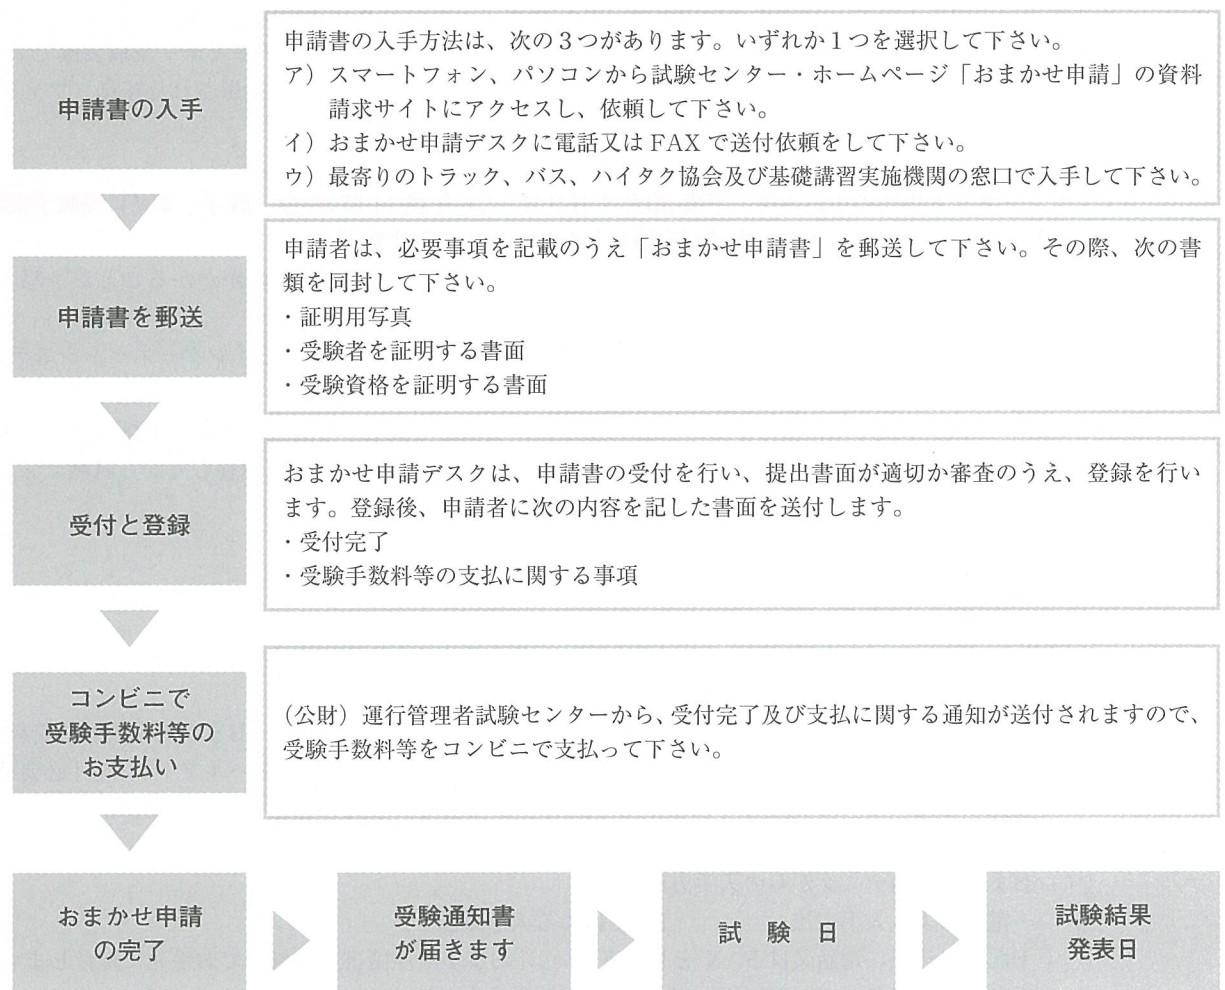 申請書の入手
申請書の入手方法は、次の3つがあります。いずれか1つを選択して下さい。
ア）スマートフォン、パソコンから試験センター・ホームページ「おまかせ申請」の資料
請求サイトにアクセスし、依頼して下さい。
イ）おまかせ申請デスクに電話又は FAX で送付依頼をして下さい。
ウ）最寄りのトラック、バス、ハイタク協会及び基礎講習実施機関の窓口で入手して下さい。
申請書を郵送
申請者は、必要事項を記載のうえ「おまかせ申請書」を郵送して下さい。その際、次の書
類を同封して下さい。
・証明用写真
・受験者を証明する書面
・受験資格を証明する書面
受付と登録
おまかせ申請デスクは、申請書の受付を行い、提出書面が適切か審査のうえ、登録を行い
ます。登録後、申請者に次の内容を記した書面を送付します。
・受付完了
・受験手数料等の支払に関する事項
コンビニで
受験手数料等の
お支払い
（公財）運行管理者試験センターから、受付完了及び支払に関する通知が送付されますので、
受験手数料等をコンビニで支払って下さい。
おまかせ申請
の完了
受験通知書
が届きます
試　験　日
試験結果
発表日